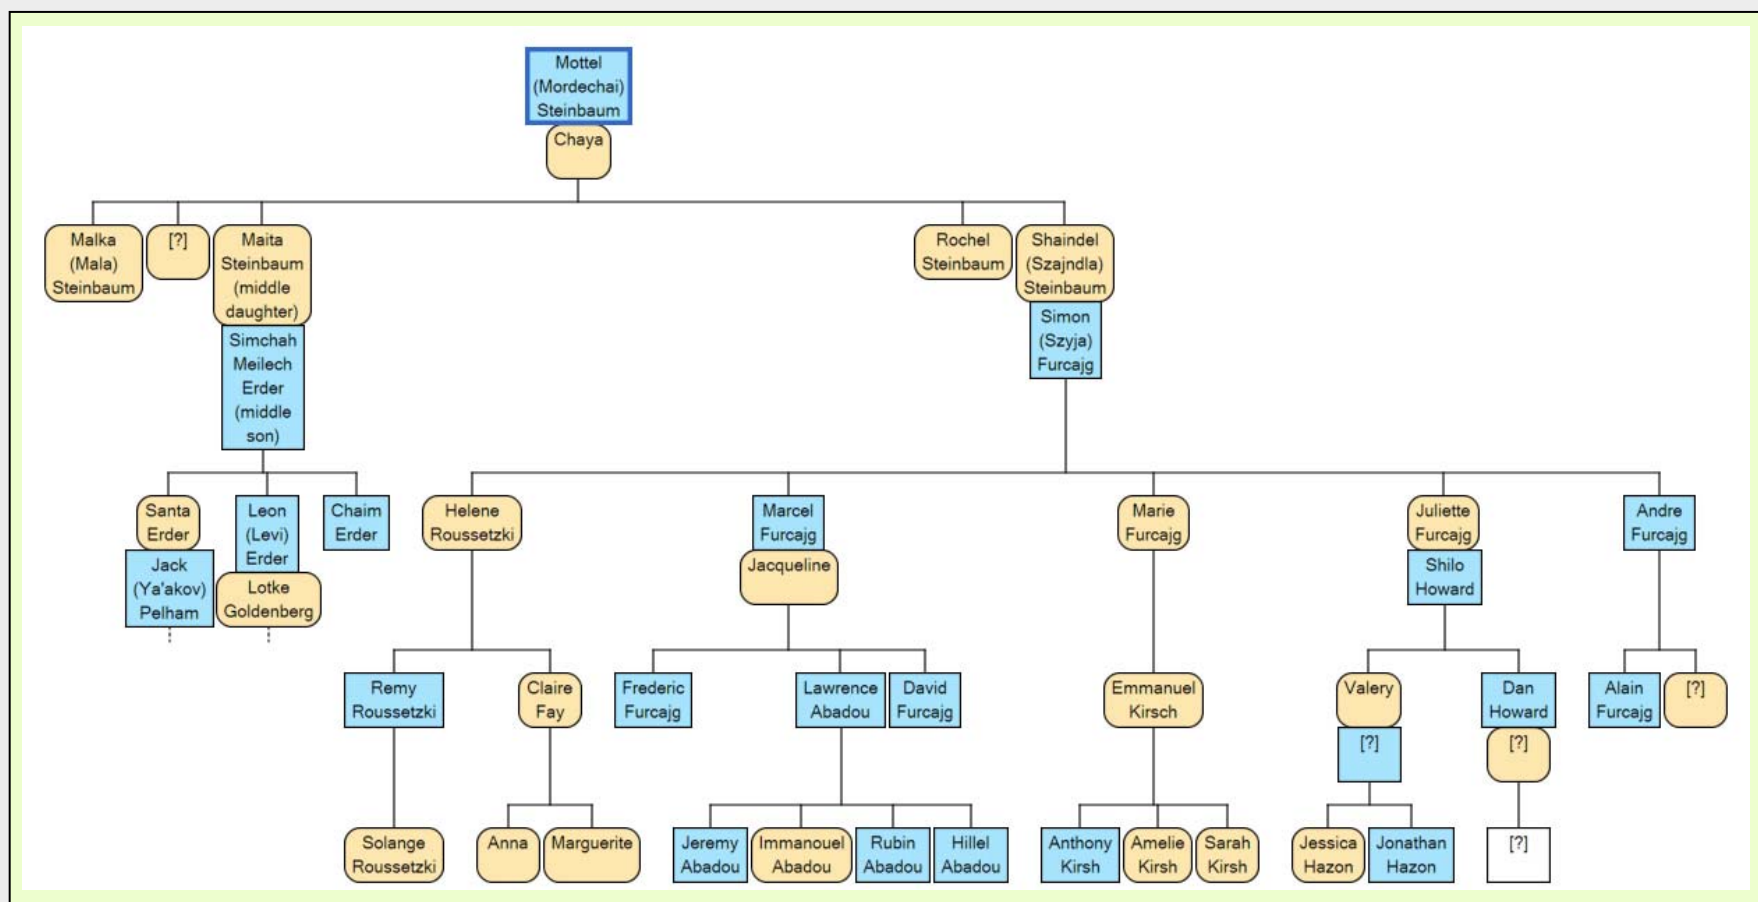 Mottel
(Mordechai)
Steinbaum
Chaya
Malka
(Mala)
Steinbaum
[?]
Maita
Steinbaum
(middle
daughter)
Simchah
Meilech
Erder
(middle
son)
Rochel
Steinbaum
Shaindel
(Szajndla)
Steinbaum
Simon
(Szyja)
Furcajg
Santa
Erder
Jack
(Ya'akov)
Pelham
Leon
(Levi)
Erder
Lotke
Goldenberg
Chaim
Erder
Helene
Roussetzki
Marcel
Furcajg
Jacqueline
Marie
Furcajg
Juliette
Furcajg
Shilo
Howard
Andre
Furcajg
Remy
Roussetzki
Claire
Fay
Frederic
Furcajg
Lawrence
Abadou
David
Furcajg
Emmanuel
Kirsch
Valery
[?]
Dan
Howard
[?]
Alain
Furcajg
[?]
Solange
Roussetzki
Anna
Marguerite
Jeremy
Abadou
Immanouel
Abadou
Rubin
Abadou
Hillel
Abadou
Anthony
Kirsh
Amelie
Kirsh
Sarah
Kirsh
Jessica
Hazon
Jonathan
Hazon
[?]